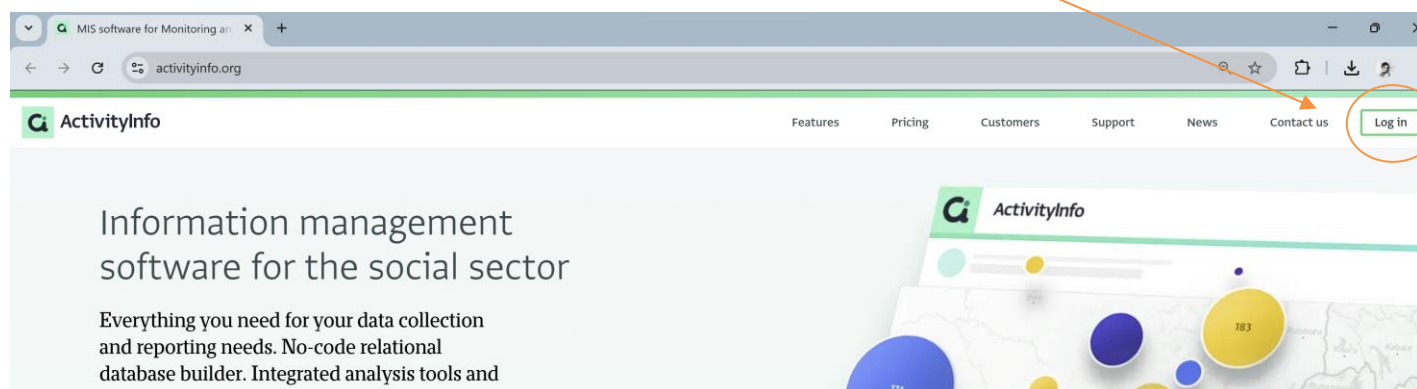 MIS software for Monitoring an
activityinfo.org
ActivityInfo
Features Pricing Customers Support News Contact us Log in
Information management
software for the social sector
Everything you need for your data collection
and reporting needs. No-code relational
database builder. Integrated analysis tools and
ActivityInfo
183